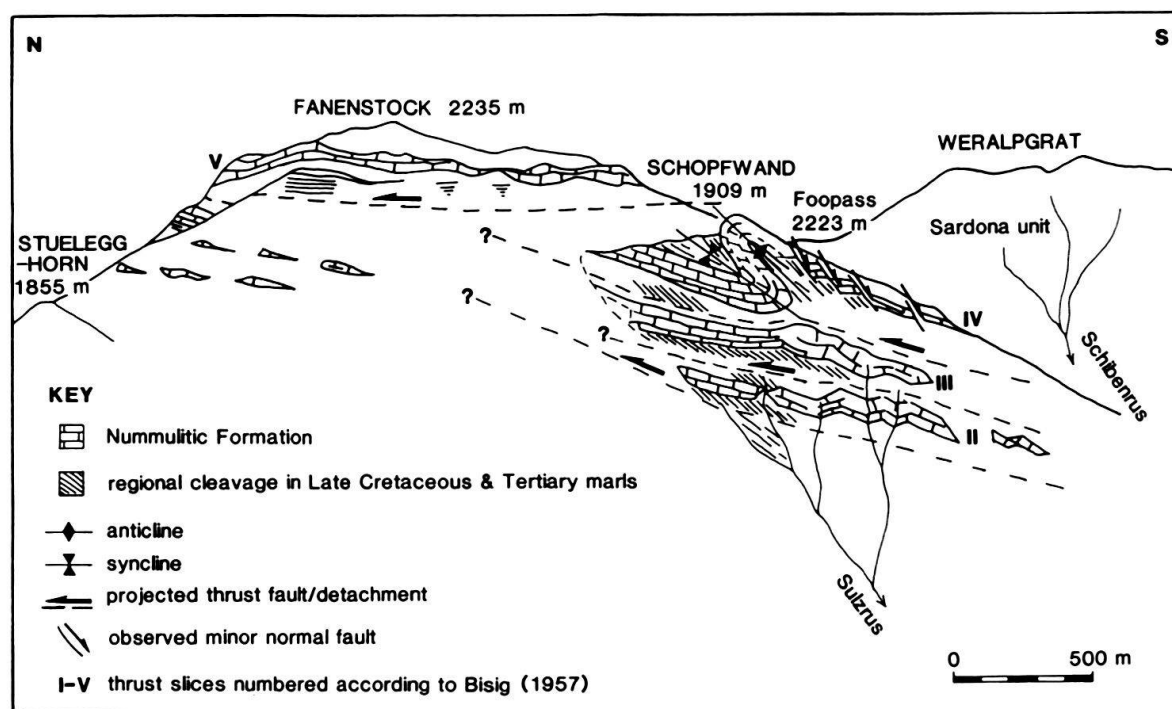 N
S
FANENSTOCK 2235 m
V
SCHOPFWAND
1909 m
WERALPGRAT
Foopass
2223 m
Sardona unit
STUELEGG
-HORN
1855 m
?
?
?
IV
III
II
Schibenrus
Sulzrus
KEY
Nummulitic Formation
regional cleavage in Late Cretaceous & Tertiary marls
anticline
syncline
projected thrust fault/detachment
observed minor normal fault
I-V thrust slices numbered according to Bisig (1957)
0 500 m